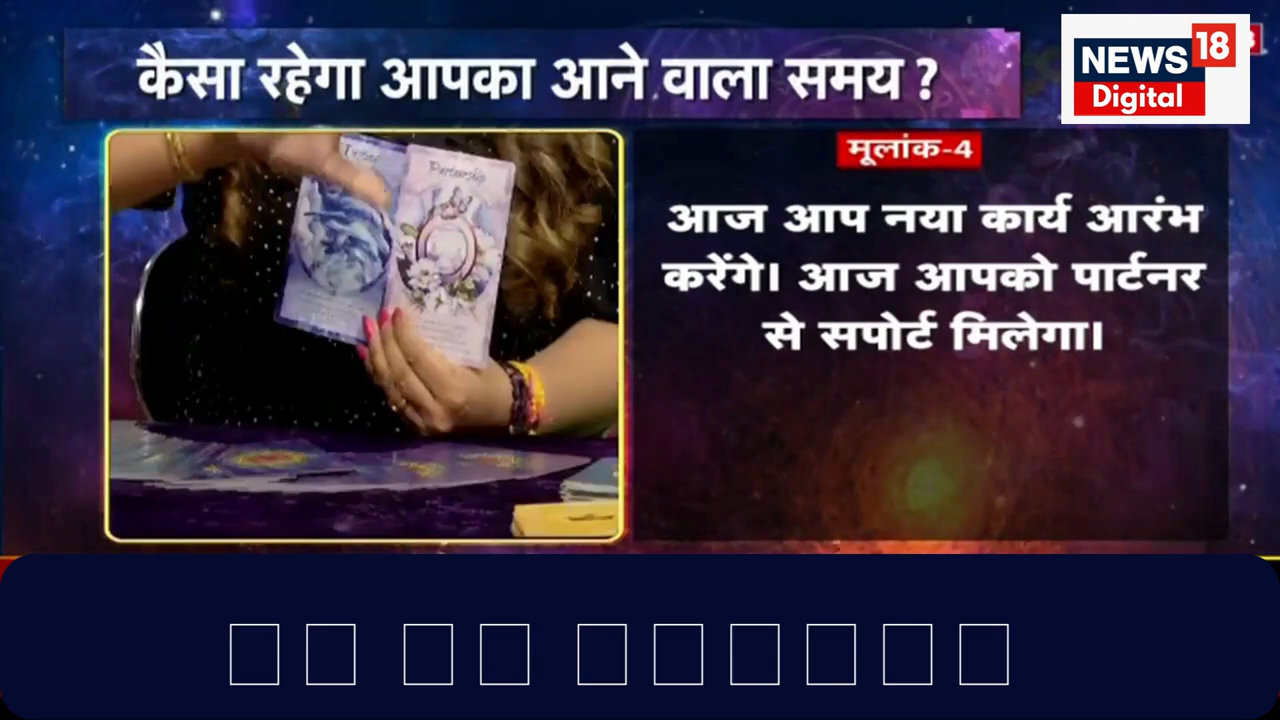 कैसा रहेगा आपका आने वाला समय ?
NEWS 18
Digital
Partnership
मूलांक-4
आज आप नया कार्य आरंभ
करेंगे। आज आपको पार्टनर
से सपोर्ट मिलेगा।